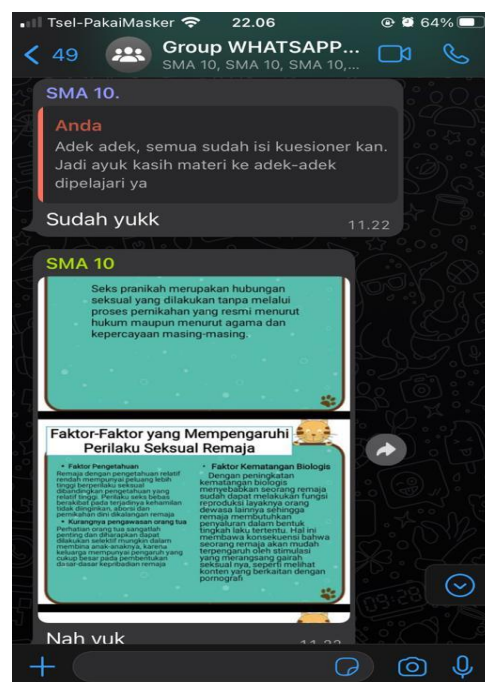 Tsel-PakaiMasker
22.06
64%
49
Group WHATSAPP...
SMA 10, SMA 10, SMA 10,...
SMA 10.
Anda
Adek adek, semua sudah isi kuesioner kan.
Jadi ayuk kasih materi ke adek-adek
dipelajari ya
Sudah yukk
11.22
SMA 10
Seks pranikah merupakan hubungan
seksual yang dilakukan tanpa melalui
proses pernikahan yang resmi menurut
hukum maupun menurut agama dan
kepercayaan masing-masing.
Faktor-Faktor yang Mempengaruhi
Perilaku Seksual Remaja
• Faktor Pengetahuan
Remaja dengan pengetahuan relatif
rendah mempunyai peluang lebih
tinggi berperilaku seksual
dibandingkan pengetahuan yang
relatif tinggi. Perilaku seks bebas
berakibat pada terjadinya kehamilan
tidak diinginkan, aborsi dan
pernikahan dini dikalangan remaja
• Kurangnya pengawasan orang tua
Perhatian orang tua sangatlah
penting dan diharapkan dapat
dilakukan selektif mungkin dalam
membina anak-anaknya, karena
keluarga mempunyai pengaruh yang
cukup besar pada pembentukan
dasar-dasar kepribadian remaja
• Faktor Kematangan Biologis
Dengan peningkatan
kematangan biologis
menyebabkan seorang remaja
sudah dapat melakukan fungsi
reproduksi layaknya orang
dewasa lainnya sehingga
remaja membutuhkan
penyaluran dalam bentuk
tingkah laku tertentu. Hal ini
membawa konsekuensi bahwa
seorang remaja akan mudah
terpengaruh oleh stimulasi
yang merangsang gairah
seksual nya, seperti melihat
konten yang berkaitan dengan
pornografi
Nah yuk